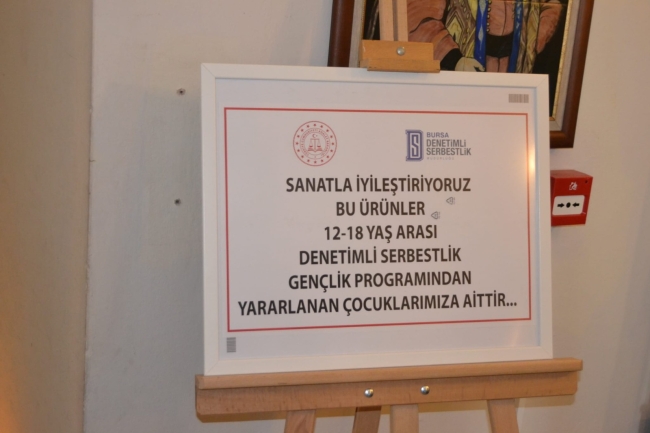 BURSA
DENETİMLİ
SERBESTLİK
SANATLA İYİLEŞTİRİYORUZ
BU ÜRÜNLER
12-18 YAŞ ARASI
DENETİMLİ SERBESTLİK
GENÇLİK PROGRAMINDAN
YARARLANAN ÇOCUKLARIMIZA AİTTİR...